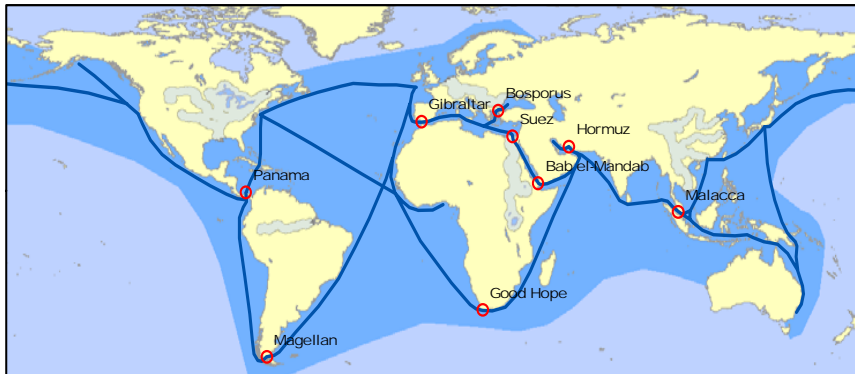 Bosporus
Gibraltar
Suez
Hormuz
Bab el-Mandab
Panama
Malacca
Good Hope
Magellan